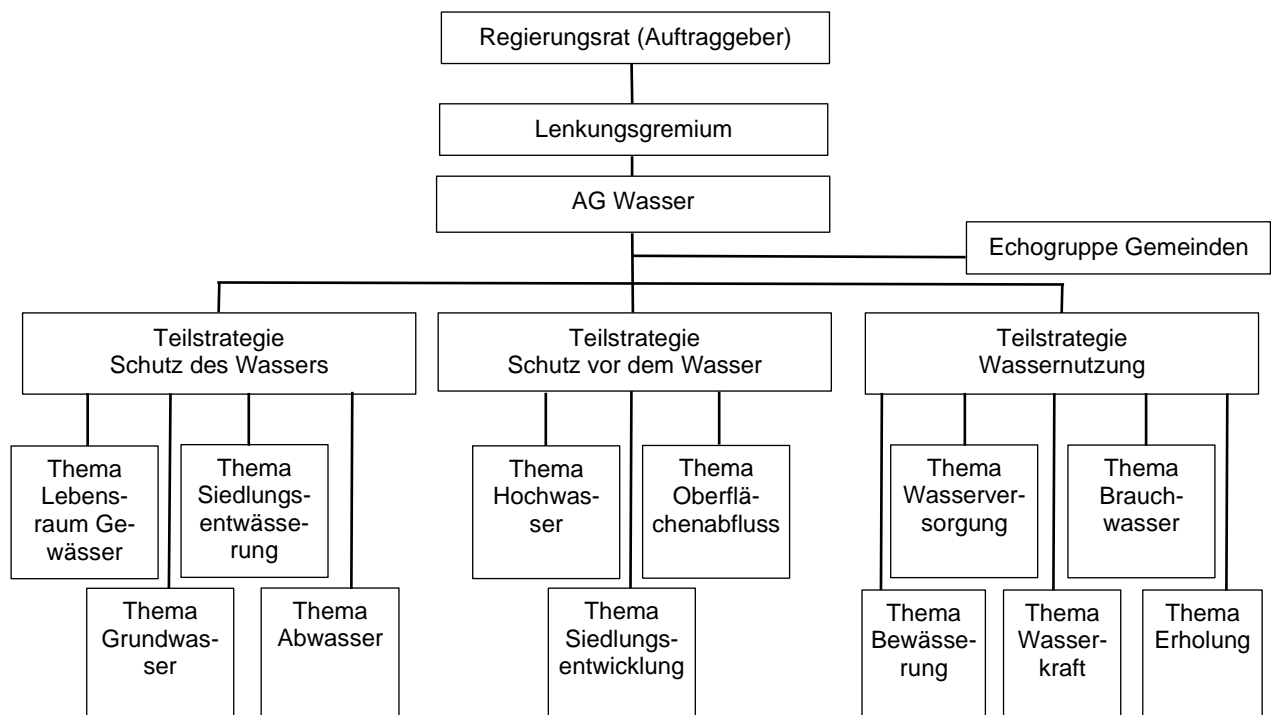 Regierungsrat (Auftraggeber)
Lenkungsgremium
AG Wasser
Echogruppe Gemeinden
Teilstrategie
Schutz des Wassers
Teilstrategie
Schutz vor dem Wasser
Teilstrategie
Wassernutzung
Thema
Lebens-
raum Ge-
wässer
Thema
Siedlungs-
entwässe-
rung
Thema
Hochwas-
ser
Thema
Oberflä-
chenabfluss
Thema
Wasserver-
sorgung
Thema
Brauch-
wasser
Thema
Grundwas-
ser
Thema
Abwasser
Thema
Siedlungs-
entwicklung
Thema
Bewässe-
rung
Thema
Wasser-
kraft
Thema
Erholung